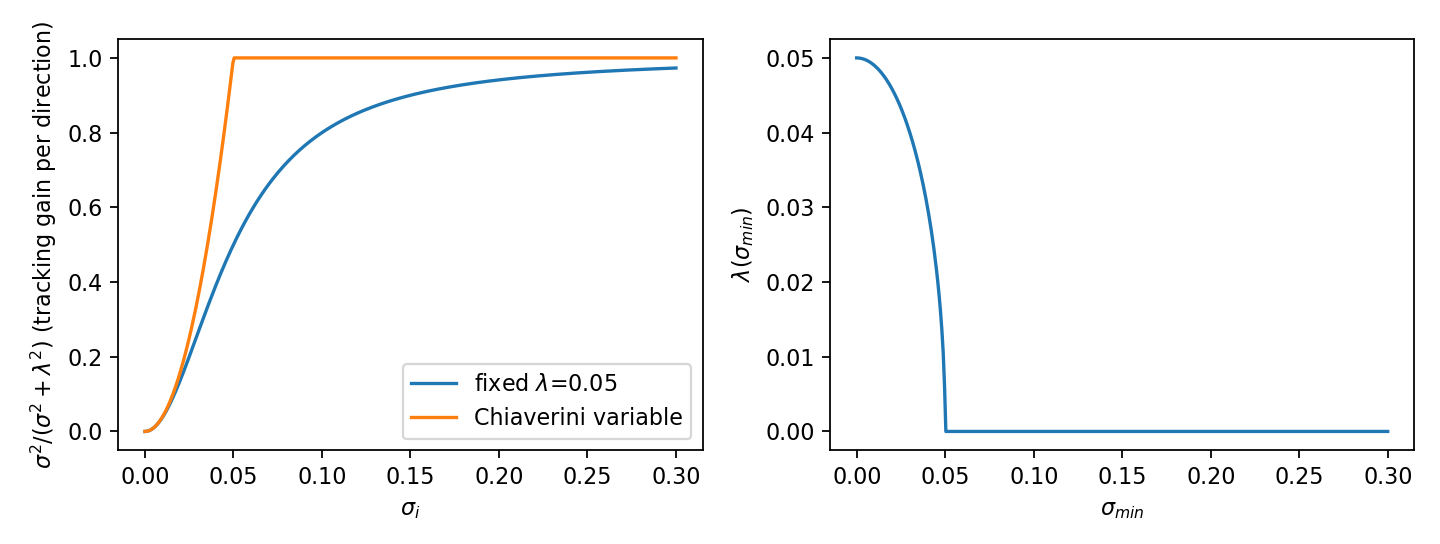 σ²/(σ² + λ²) (tracking gain per direction)
1.0
0.8
0.6
0.4
0.2
0.0
0.00 0.05 0.10 0.15 0.20 0.25 0.30
σᵢ
fixed λ=0.05
Chiaverini variable
λ(σ_min)
0.05
0.04
0.03
0.02
0.01
0.00
0.00 0.05 0.10 0.15 0.20 0.25 0.30
σ_min